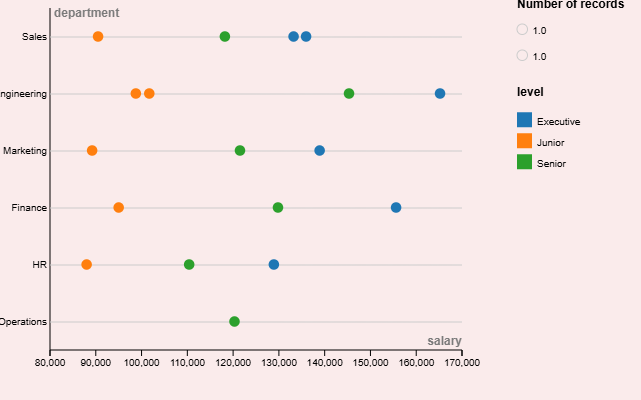 Number of records
department
Sales
1.0
1.0
level
ngineering
Executive
Junior
Marketing
Senior
Finance
HR
Operations
salary
80,000 90,000 100,000 110,000 120,000 130,000 140,000 150,000 160,000 170,000